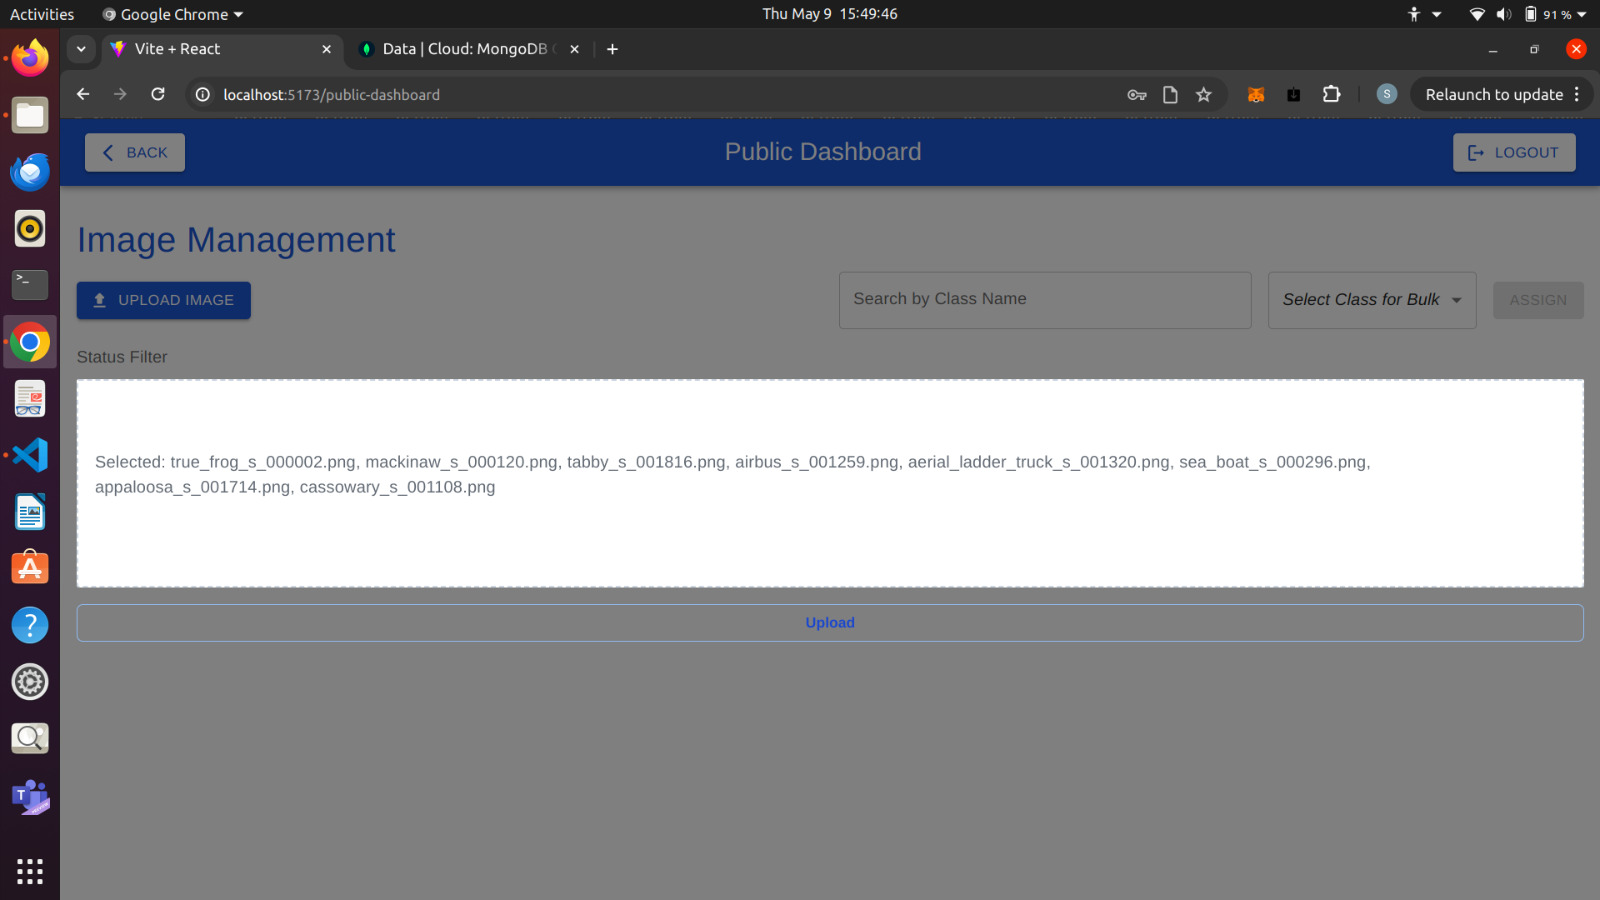 Activities
Google Chrome
Thu May 9 15:49:46
91 %
Vite + React
Data | Cloud: MongoDB
localhost:5173/public-dashboard
S
Relaunch to update
BACK
Public Dashboard
LOGOUT
Image Management
UPLOAD IMAGE
Search by Class Name
Select Class for Bulk
ASSIGN
Status Filter
Selected: true_frog_s_000002.png, mackinaw_s_000120.png, tabby_s_001816.png, airbus_s_001259.png, aerial_ladder_truck_s_001320.png, sea_boat_s_000296.png,
appaloosa_s_001714.png, cassowary_s_001108.png
Upload